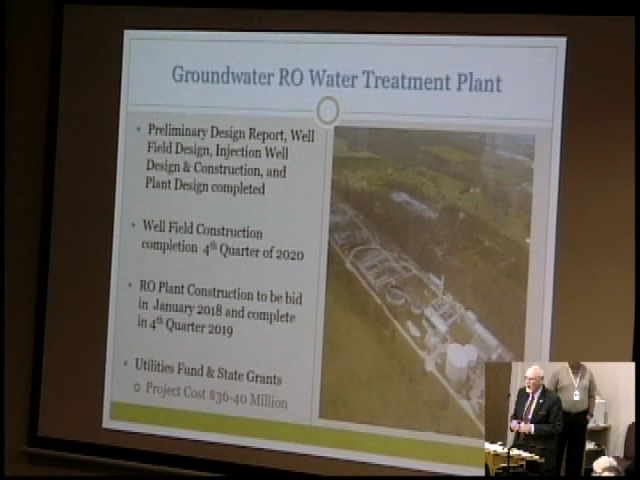 Groundwater RO Water Treatment Plant
• Preliminary Design Report, Well
Field Design, Injection Well
Design & Construction, and
Plant Design completed
• Well Field Construction
completion 4th Quarter of 2020
• RO Plant Construction to be bid
in January 2018 and complete
in 4th Quarter 2019
• Utilities Fund & State Grants
o Project Cost $36-40 Million